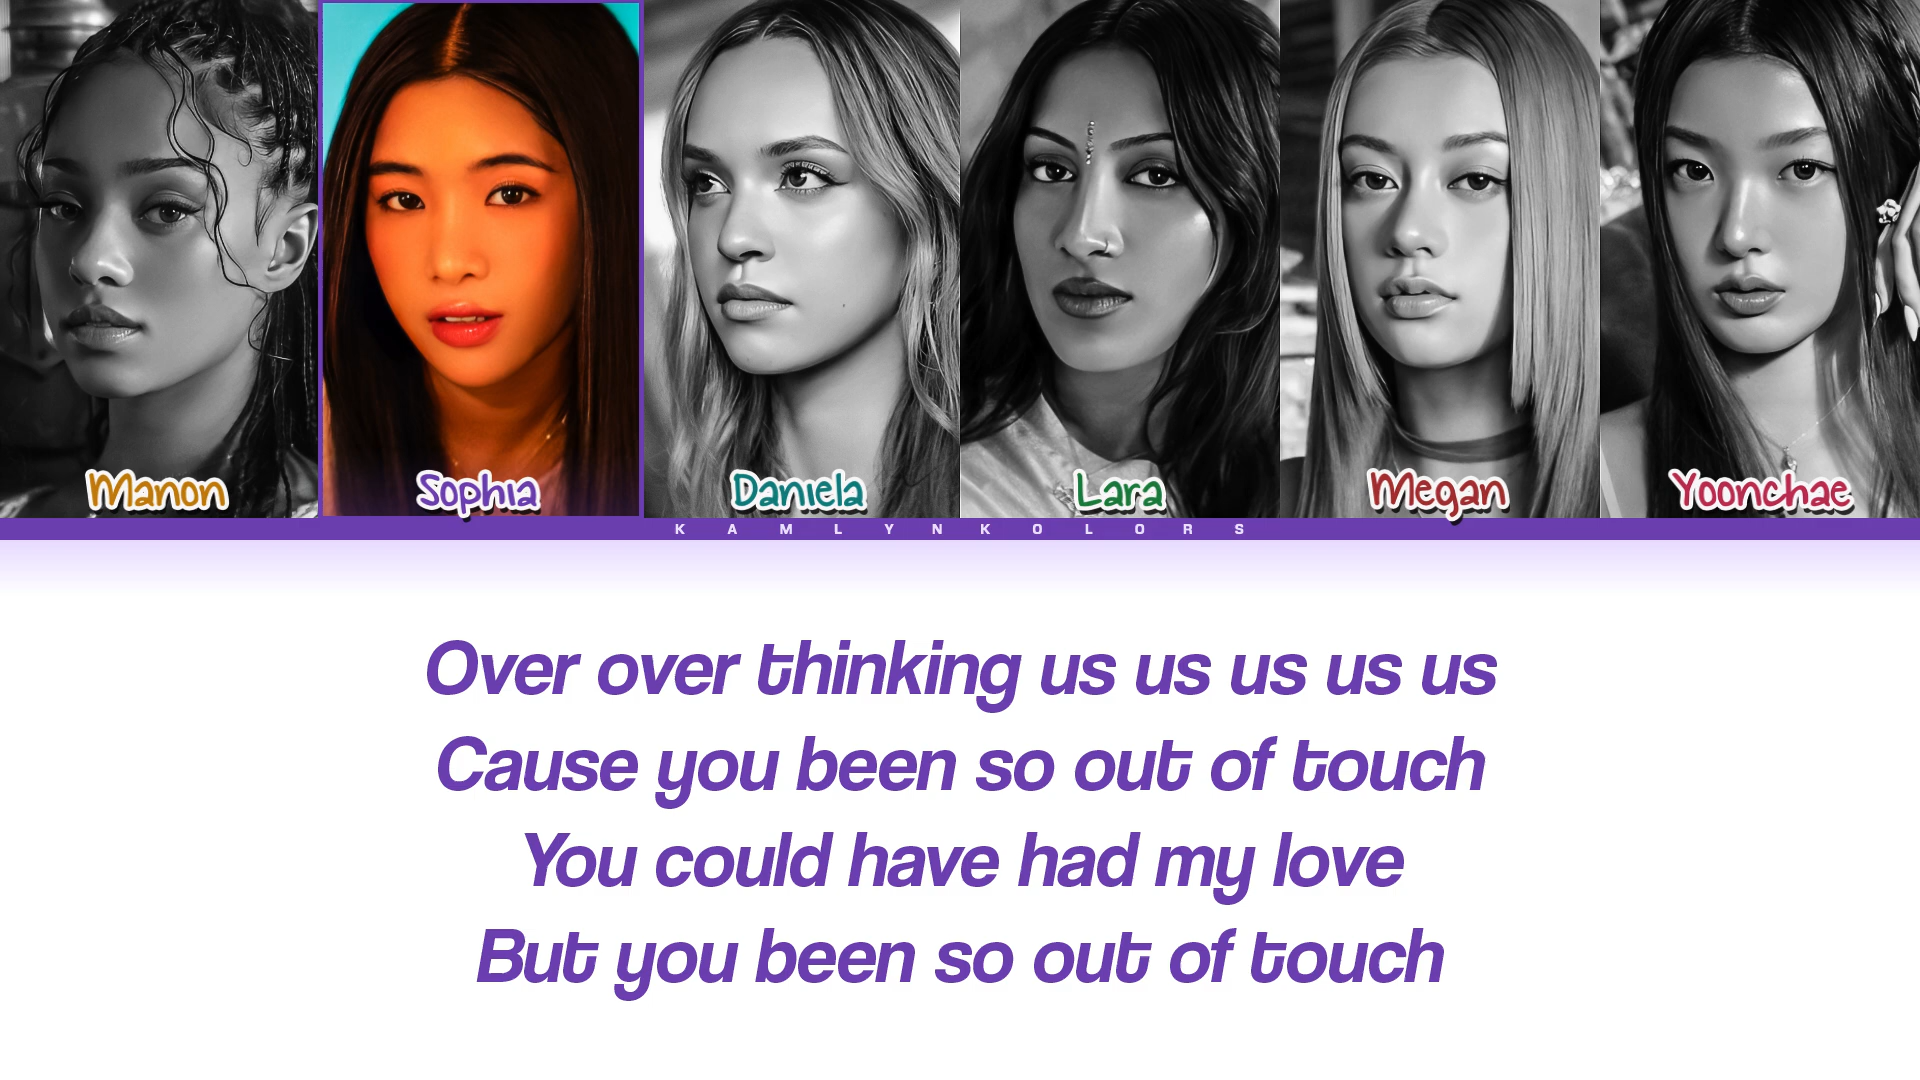 Manon Sophia Daniela Lara Megan Yoonchae
KAMLYNKOLORS
Over over thinking us us us us us
Cause you been so out of touch
You could have had my love
But you been so out of touch